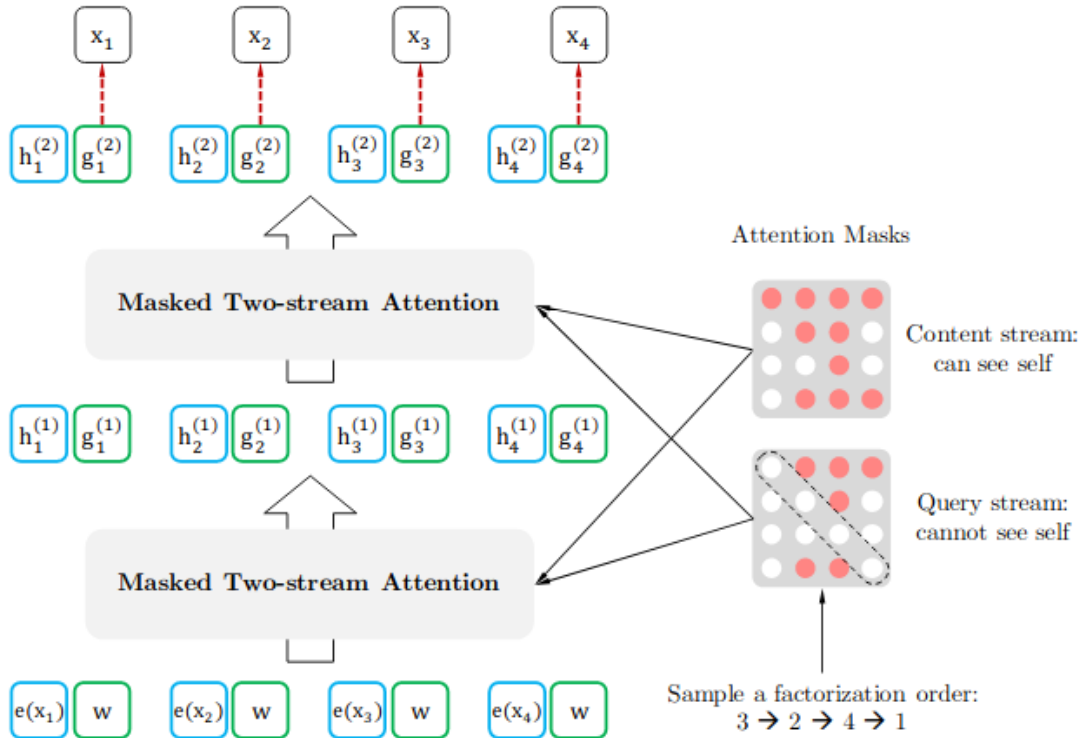 x₁ x₂ x₃ x₄
h₁⁽²⁾ g₁⁽²⁾ h₂⁽²⁾ g₂⁽²⁾ h₃⁽²⁾ g₃⁽²⁾ h₄⁽²⁾ g₄⁽²⁾
Attention Masks
Masked Two-stream Attention
Content stream:
can see self
h₁⁽¹⁾ g₁⁽¹⁾ h₂⁽¹⁾ g₂⁽¹⁾ h₃⁽¹⁾ g₃⁽¹⁾ h₄⁽¹⁾ g₄⁽¹⁾
Query stream:
cannot see self
Masked Two-stream Attention
e(x₁) w e(x₂) w e(x₃) w e(x₄) w
Sample a factorization order:
3 → 2 → 4 → 1